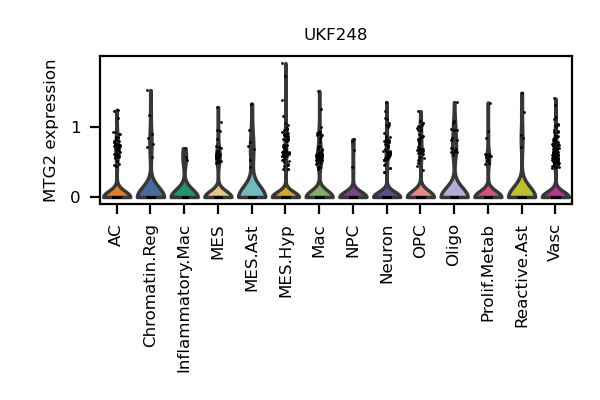 UKF248
MTG2 expression
1
0
AC
Chromatin.Reg
Inflammatory.Mac
MES
MES.Ast
MES.Hyp
Mac
NPC
Neuron
OPC
Oligo
Prolif.Metab
Reactive.Ast
Vasc